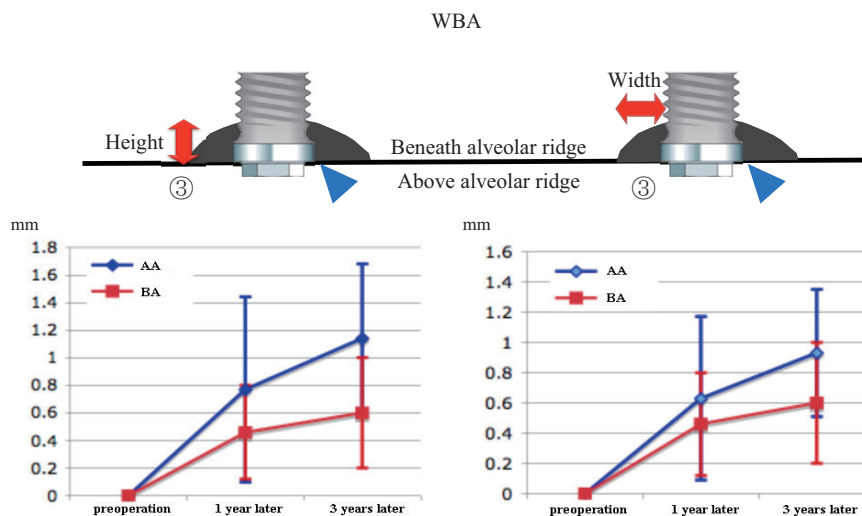 WBA
Width
Height
Beneath alveolar ridge
Above alveolar ridge
③
③
mm
1.8
1.6
1.4
1.2
1
0.8
0.6
0.4
0.2
0
AA
BA
preoperation 1 year later 3 years later
mm
1.6
1.4
1.2
1
0.8
0.6
0.4
0.2
0
AA
BA
preoperation 1 year later 3 years later